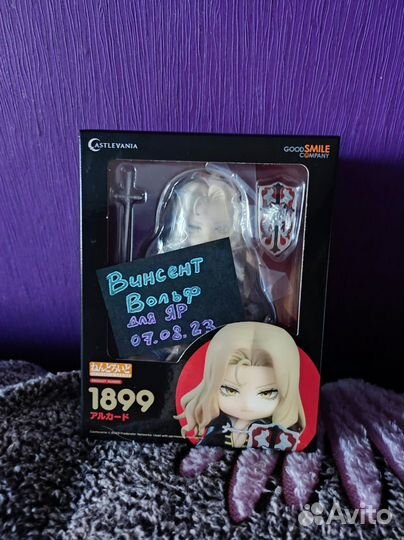 CASTLEVANIA
GOOD SMILE
COMPANY
Винсент
Вольф
для ЯР
07.08.23
ねんどろいど
1899
アルカード
Avito